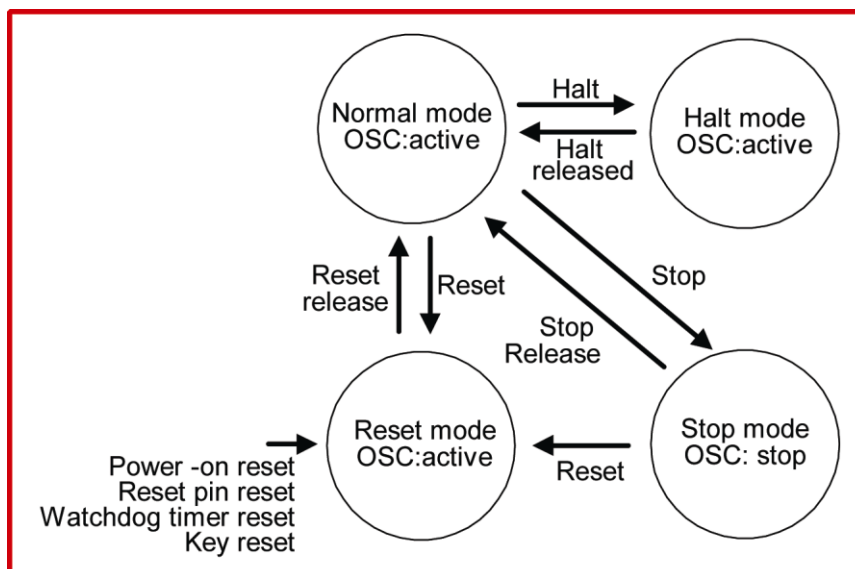 Normal mode
OSC:active
Halt
Halt
released
Halt mode
OSC:active
Reset
release
Reset
Stop
Stop
Release
Reset mode
OSC:active
Reset
Stop mode
OSC: stop
Power -on reset
Reset pin reset
Watchdog timer reset
Key reset